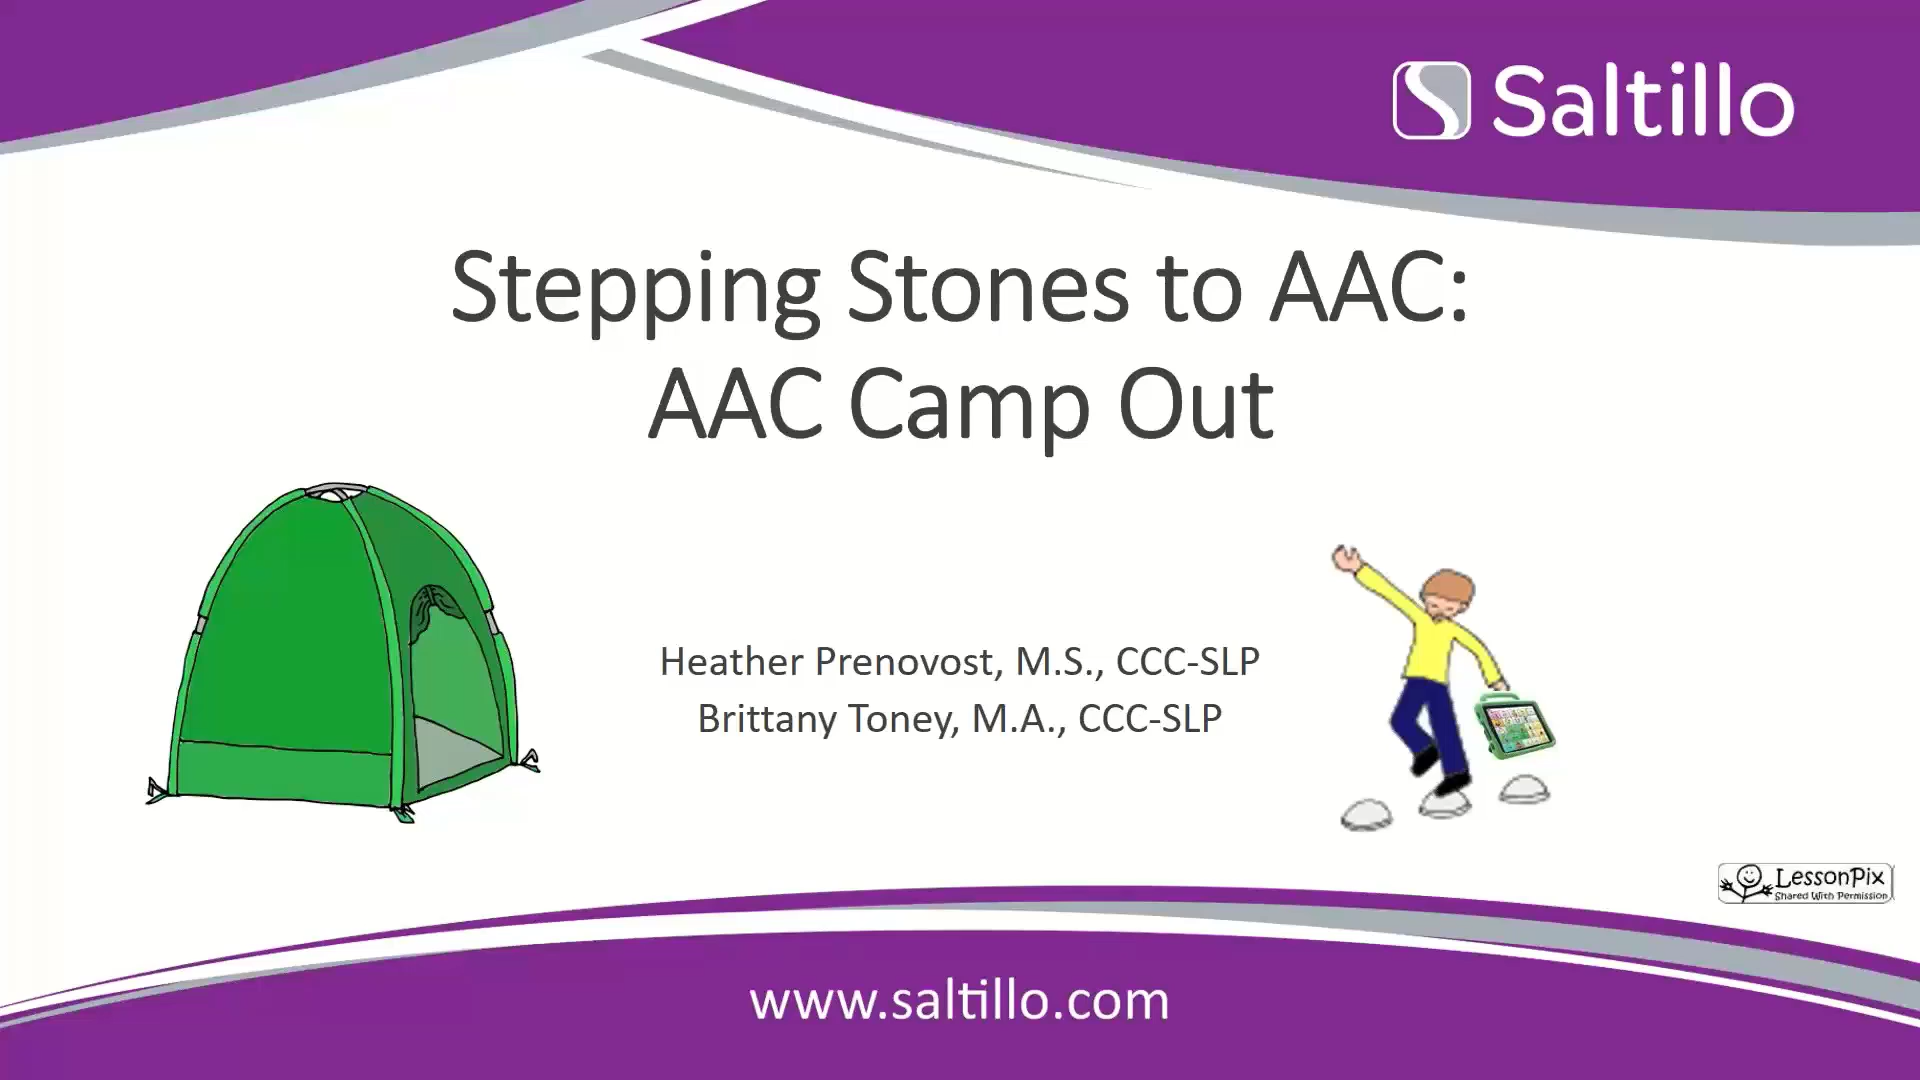 Saltillo
Stepping Stones to AAC:
AAC Camp Out
Heather Prenovost, M.S., CCC-SLP
Brittany Toney, M.A., CCC-SLP
LessonPix
Shared With Permission
www.saltillo.com